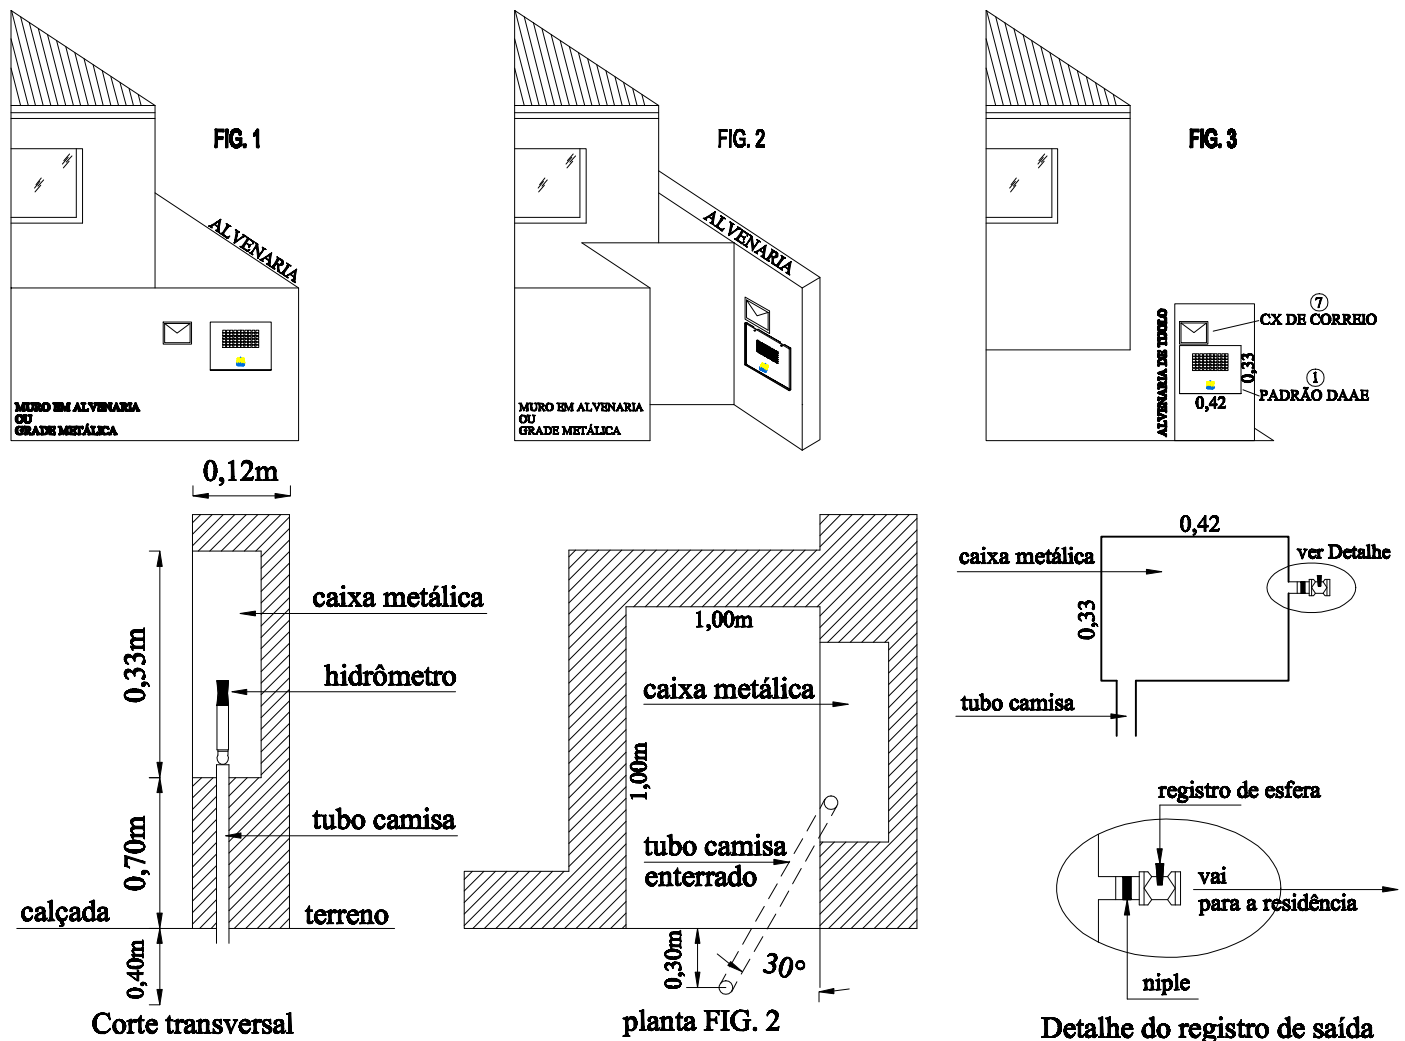 FIG. 1
ALVENARIA
MURO EM ALVENARIA
OU
GRADE METÁLICA
FIG. 2
ALVENARIA
MURO EM ALVENARIA
OU
GRADE METÁLICA
FIG. 3
ALVENARIA DE TIJOLO
7
CX DE CORREIO
0,33
1
PADRÃO DAAE
0,42
0,12m
caixa metálica
0,33m
hidrômetro
tubo camisa
0,70m
calçada
terreno
0,40m
Corte transversal
1,00m
caixa metálica
1,00m
tubo camisa
enterrado
0,30m
30°
planta FIG. 2
0,42
caixa metálica
ver Detalhe
0,33
tubo camisa
registro de esfera
vai
para a residência
niple
Detalhe do registro de saída